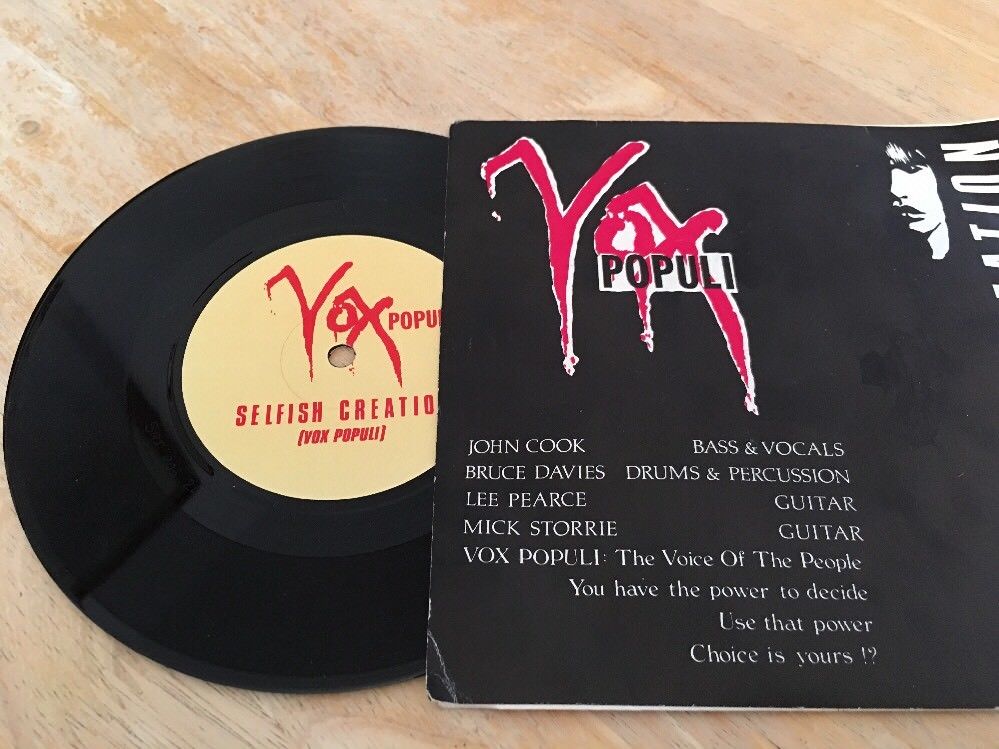 VOX
POPULI
SELFISH CREATIO
(VOX POPULI)
VOX
POPULI
JOHN COOK BASS & VOCALS
BRUCE DAVIES DRUMS & PERCUSSION
LEE PEARCE GUITAR
MICK STORRIE GUITAR
VOX POPULI: The Voice Of The People
You have the power to decide
Use that power
Choice is yours !?